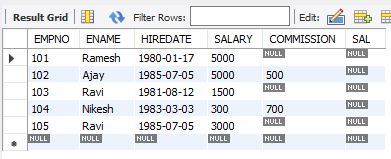 Result Grid Filter Rows: Edit:
EMPNO ENAME HIREDATE SALARY COMMISSION SAL
101 Ramesh 1980-01-17 5000 NULL NULL
102 Ajay 1985-07-05 5000 500 NULL
103 Ravi 1981-08-12 1500 NULL NULL
104 Nikesh 1983-03-03 300 700 NULL
105 Ravi 1985-07-05 3000 NULL NULL
NULL NULL NULL NULL NULL NULL